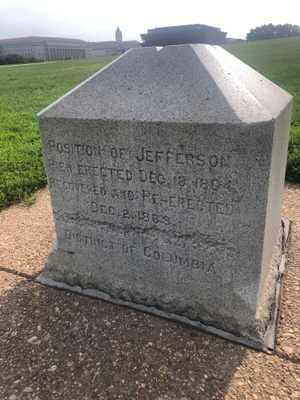 POSITION OF JEFFERSON
PIER ERECTED DEC. 18, 1804.
RECOVERED AND RE-ERECTED
DEC. 2, 1889.
DISTRICT OF COLUMBIA